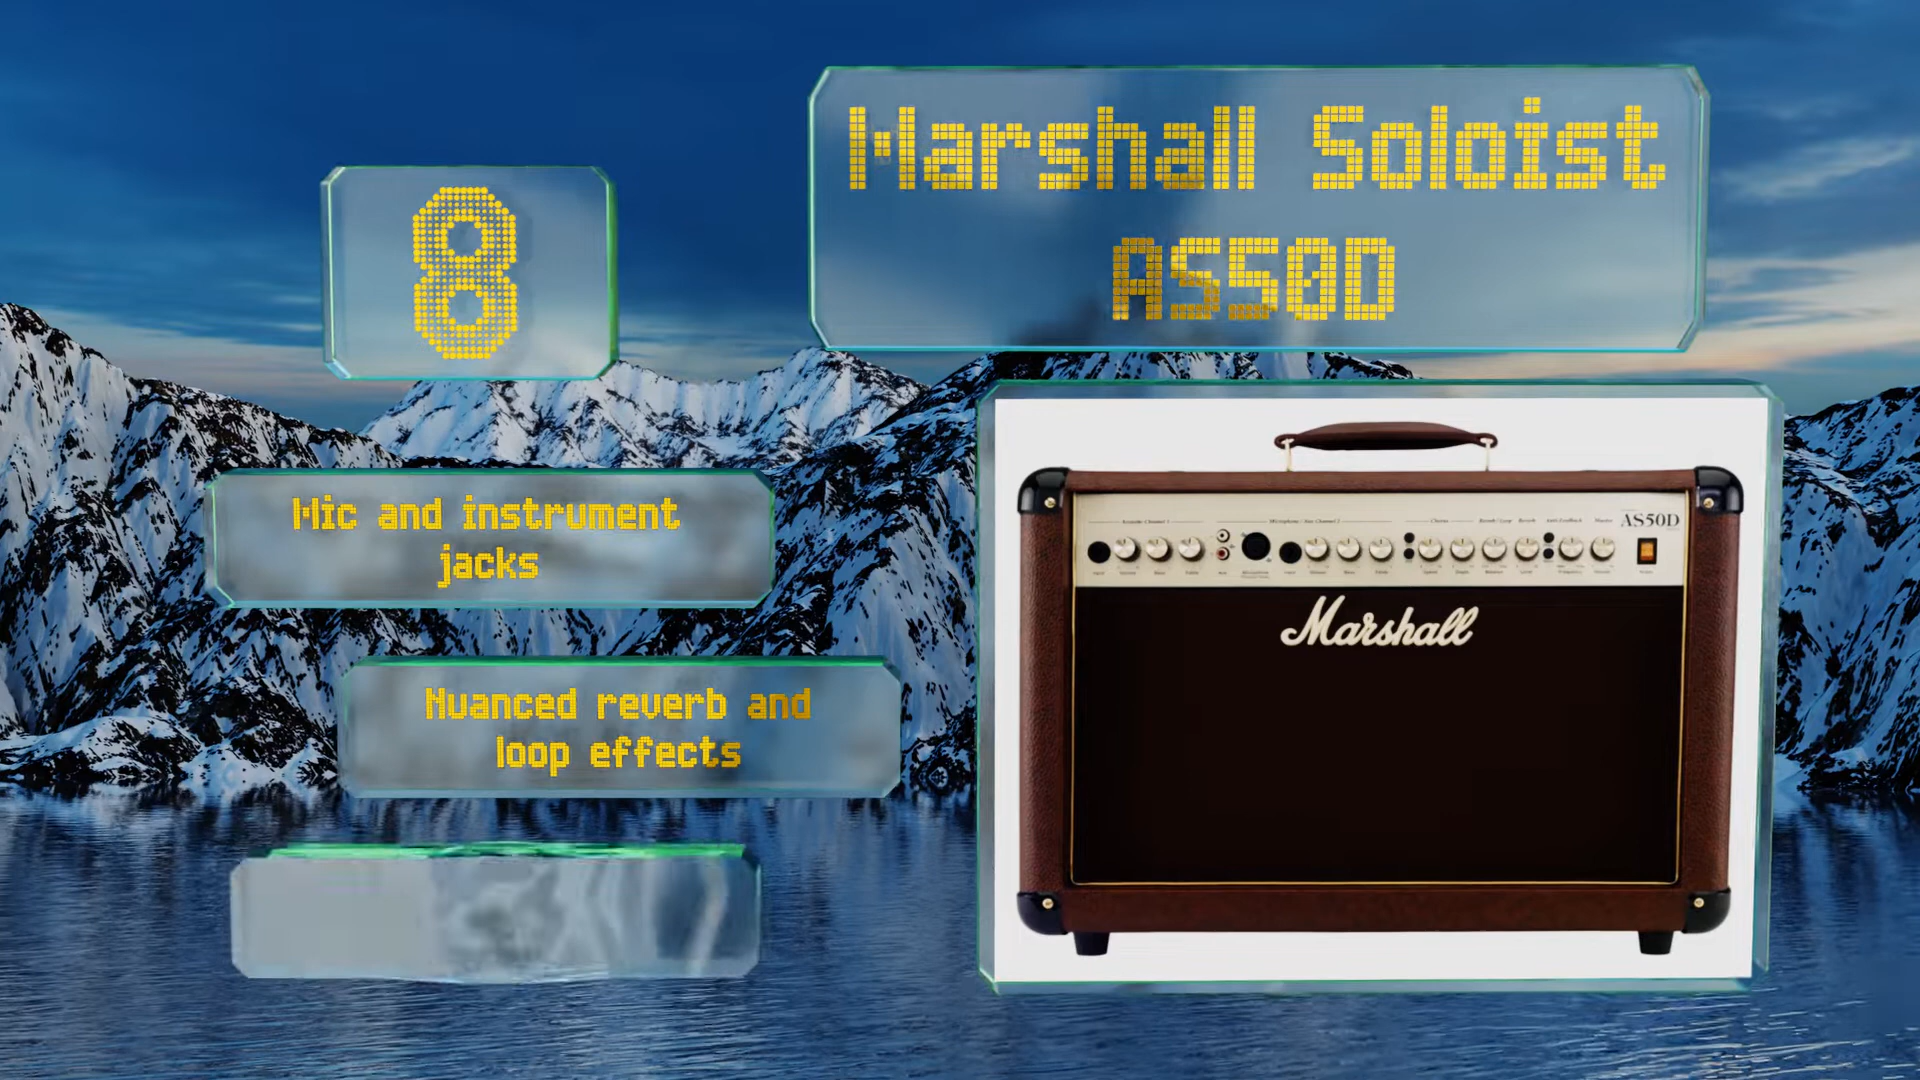 8
Marshall Soloist
AS50D
Mic and instrument
jacks
Nuanced reverb and
loop effects
AS50D
Marshall